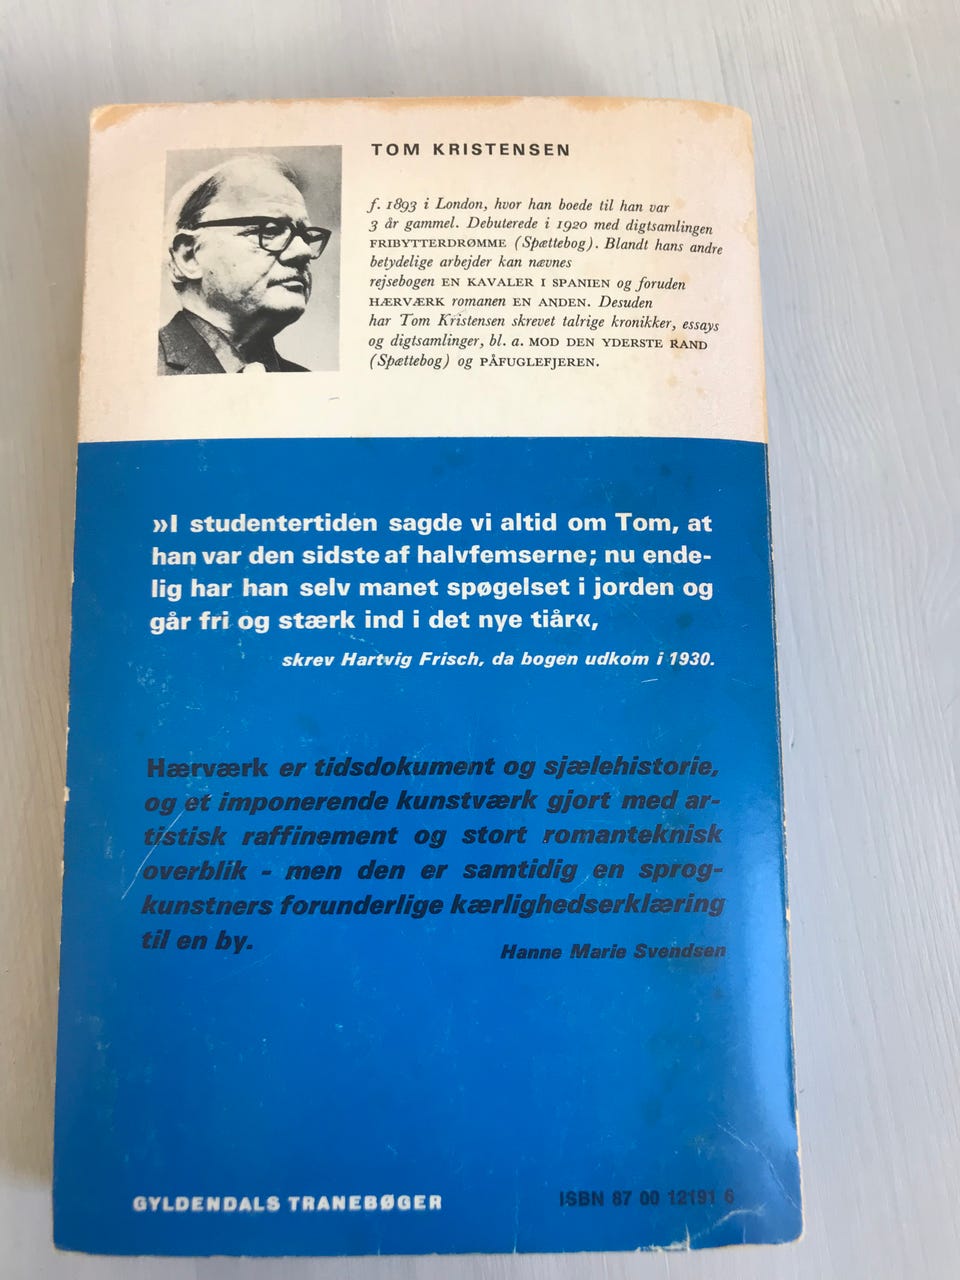 TOM KRISTENSEN
f. 1893 i London, hvor han boede til han var
3 år gammel. Debuterede i 1920 med digtsamlingen
FRIBYTTERDRØMME (Spættebog). Blandt hans andre
betydelige arbejder kan nævnes
rejsebogen EN KAVALER I SPANIEN og foruden
HÆRVÆRK romanen EN ANDEN. Desuden
har Tom Kristensen skrevet talrige kronikker, essays
og digtsamlinger, bl. a. MOD DEN YDERSTE RAND
(Spættebog) og PÅFUGLEFJEREN.
»I studentertiden sagde vi altid om Tom, at
han var den sidste af halvfemserne; nu ende-
lig har han selv manet spøgelset i jorden og
går fri og stærk ind i det nye tiår«,
skrev Hartvig Frisch, da bogen udkom i 1930.
Hærværk er tidsdokument og sjælehistorie,
og et imponerende kunstværk gjort med ar-
tistisk raffinement og stort romanteknisk
overblik - men den er samtidig en sprog-
kunstners forunderlige kærlighedserklæring
til en by.
Hanne Marie Svendsen
GYLDENDALS TRANEBØGER
ISBN 87 00 12191 6